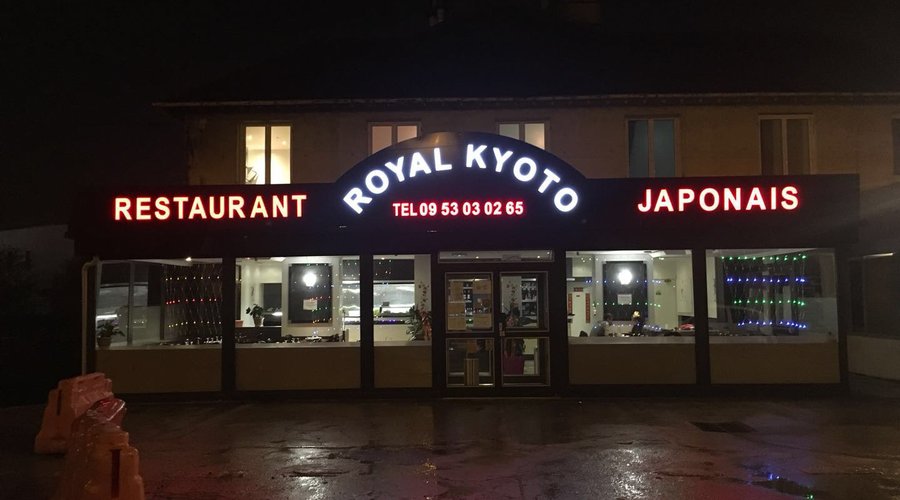 RESTAURANT
ROYAL KYOTO
TEL 09 53 03 02 65
JAPONAIS